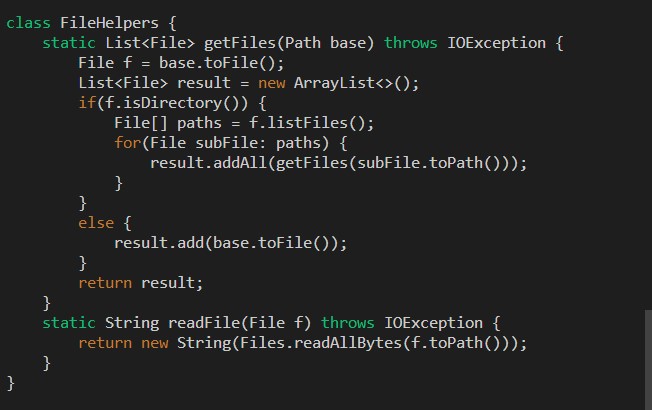 class FileHelpers {
    static List<File> getFiles(Path base) throws IOException {
        File f = base.toFile();
        List<File> result = new ArrayList<>();
        if(f.isDirectory()) {
            File[] paths = f.listFiles();
            for(File subFile: paths) {
                result.addAll(getFiles(subFile.toPath()));
            }
        }
        else {
            result.add(base.toFile());
        }
        return result;
    }
    static String readFile(File f) throws IOException {
        return new String(Files.readAllBytes(f.toPath()));
    }
}